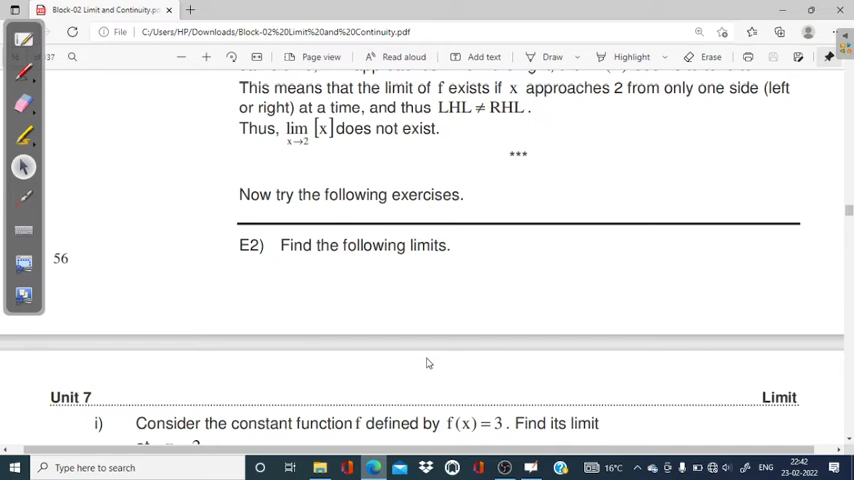 Block-02 Limit and Continuity.pdf
File
C:/Users/HP/Downloads/Block-02%20Limit%20and%20Continuity.pdf
Page view
Read aloud
Add text
Draw
Highlight
Erase
This means that the limit of f exists if x approaches 2 from only one side (left
or right) at a time, and thus LHL ≠ RHL .
Thus, lim x→2 [x] does not exist.
***
Now try the following exercises.
E2) Find the following limits.
56
Unit 7 Limit
i) Consider the constant function f defined by f (x) = 3 . Find its limit
Type here to search
16°C
ENG
22:42
23-02-2022